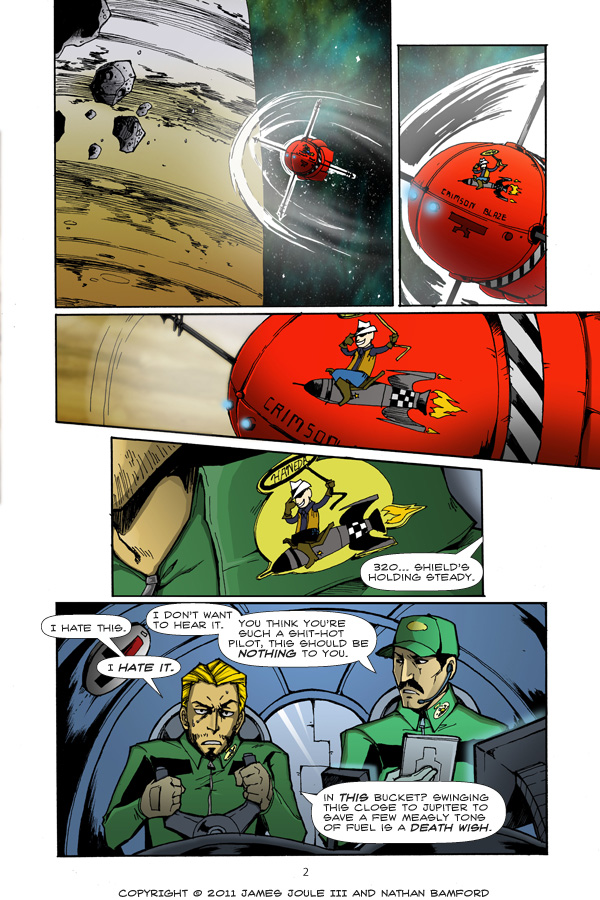 CRIMSON BLAZE
CRIMSON
320... SHIELD'S
HOLDING STEADY.
I HATE THIS.
I HATE IT.
I DON'T WANT
TO HEAR IT.
YOU THINK YOU'RE
SUCH A SHIT-HOT
PILOT, THIS SHOULD BE
NOTHING TO YOU.
IN THIS BUCKET? SWINGING
THIS CLOSE TO JUPITER TO
SAVE A FEW MEASLY TONS
OF FUEL IS A DEATH WISH.
2
COPYRIGHT © 2011 JAMES JOULE III AND NATHAN BAMFORD